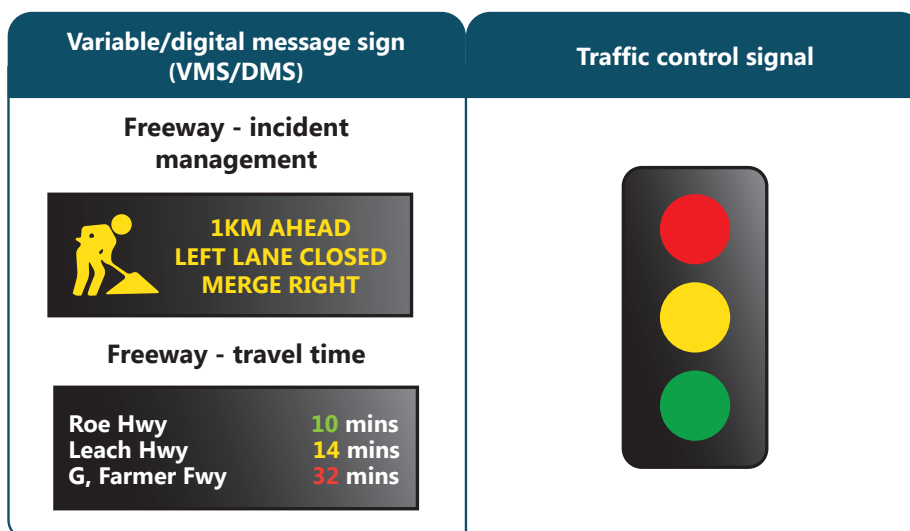 Variable/digital message sign
(VMS/DMS)
Traffic control signal
Freeway - incident
management
1KM AHEAD
LEFT LANE CLOSED
MERGE RIGHT
Freeway - travel time
Roe Hwy 10 mins
Leach Hwy 14 mins
G, Farmer Fwy 32 mins